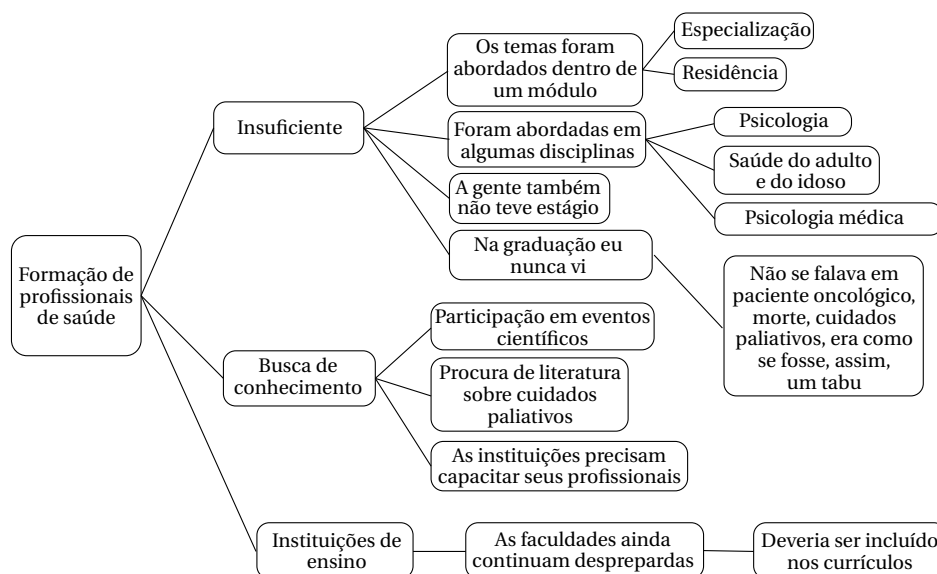 Formação de
profissionais
de saúde
Insuficiente
Os temas foram
abordados dentro de
um módulo
Especialização
Residência
Foram abordadas em
algumas disciplinas
Psicologia
Saúde do adulto
e do idoso
Psicologia médica
A gente também
não teve estágio
Na graduação eu
nunca vi
Não se falava em
paciente oncológico,
morte, cuidados
paliativos, era como
se fosse, assim,
um tabu
Busca de
conhecimento
Participação em eventos
científicos
Procura de literatura
sobre cuidados
paliativos
As instituições precisam
capacitar seus profissionais
Instituições de
ensino
As faculdades ainda
continuam desprepardas
Deveria ser incluído
nos currículos